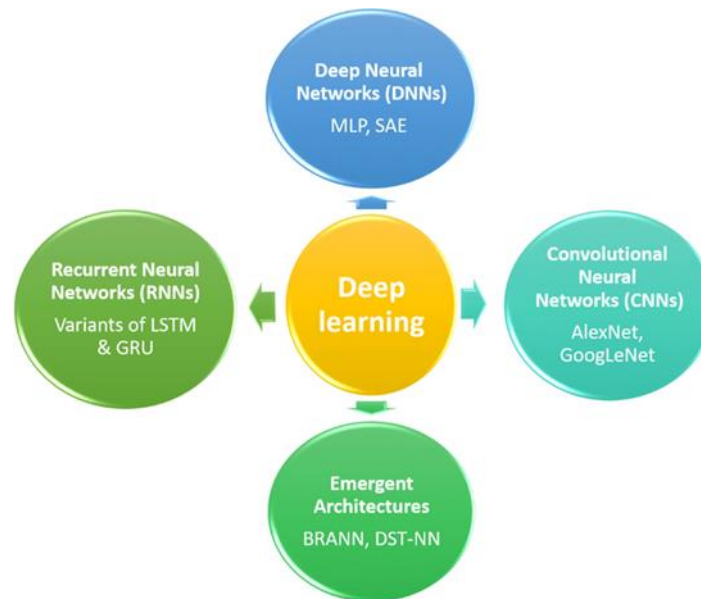 Deep Neural
Networks (DNNs)
MLP, SAE
Recurrent Neural
Networks (RNNs)
Variants of LSTM
& GRU
Deep
learning
Convolutional
Neural
Networks (CNNs)
AlexNet,
GoogLeNet
Emergent
Architectures
BRANN, DST-NN